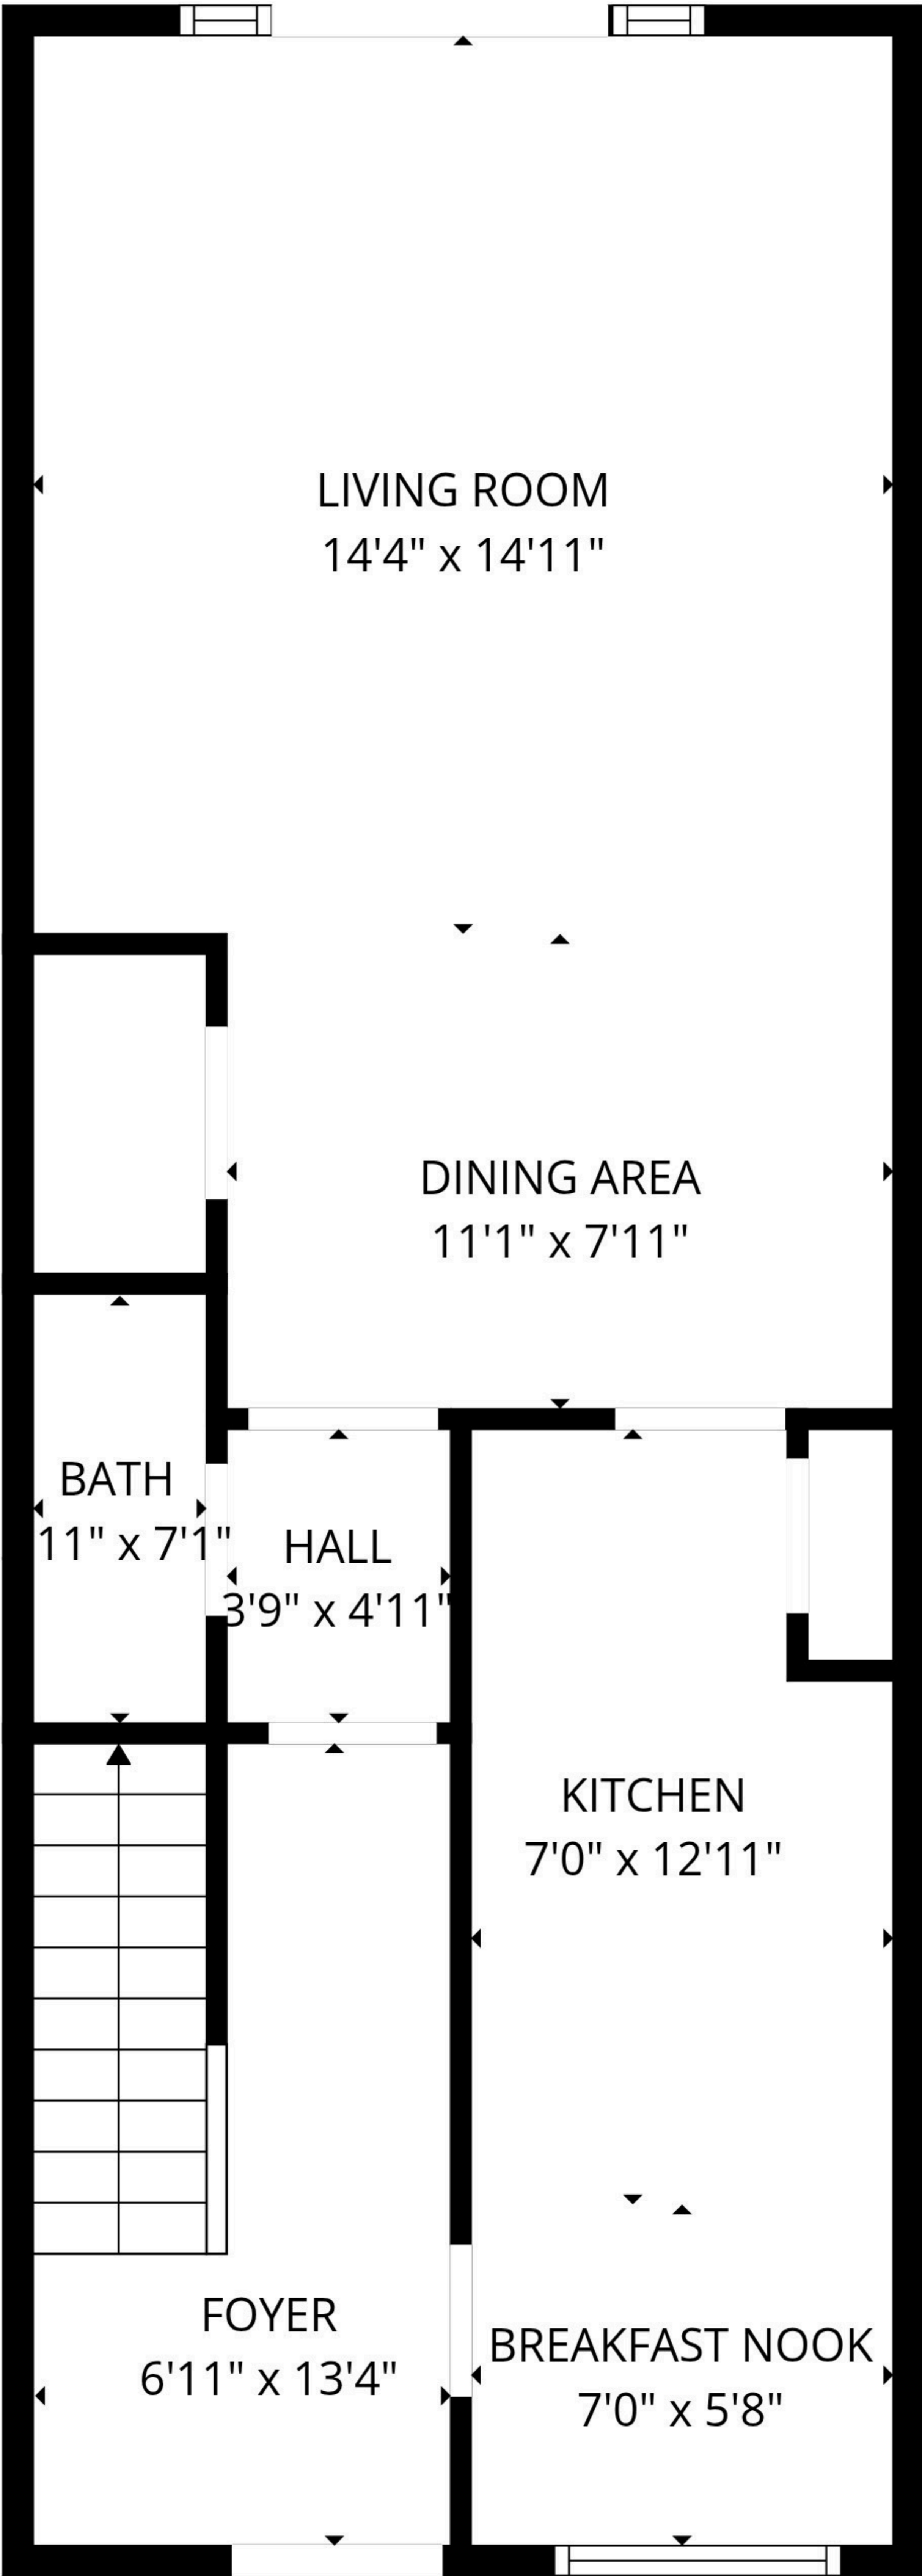 LIVING ROOM
14'4" x 14'11"
DINING AREA
11'1" x 7'11"
BATH
11" x 7'1"
HALL
3'9" x 4'11"
KITCHEN
7'0" x 12'11"
FOYER
6'11" x 13'4"
BREAKFAST NOOK
7'0" x 5'8"